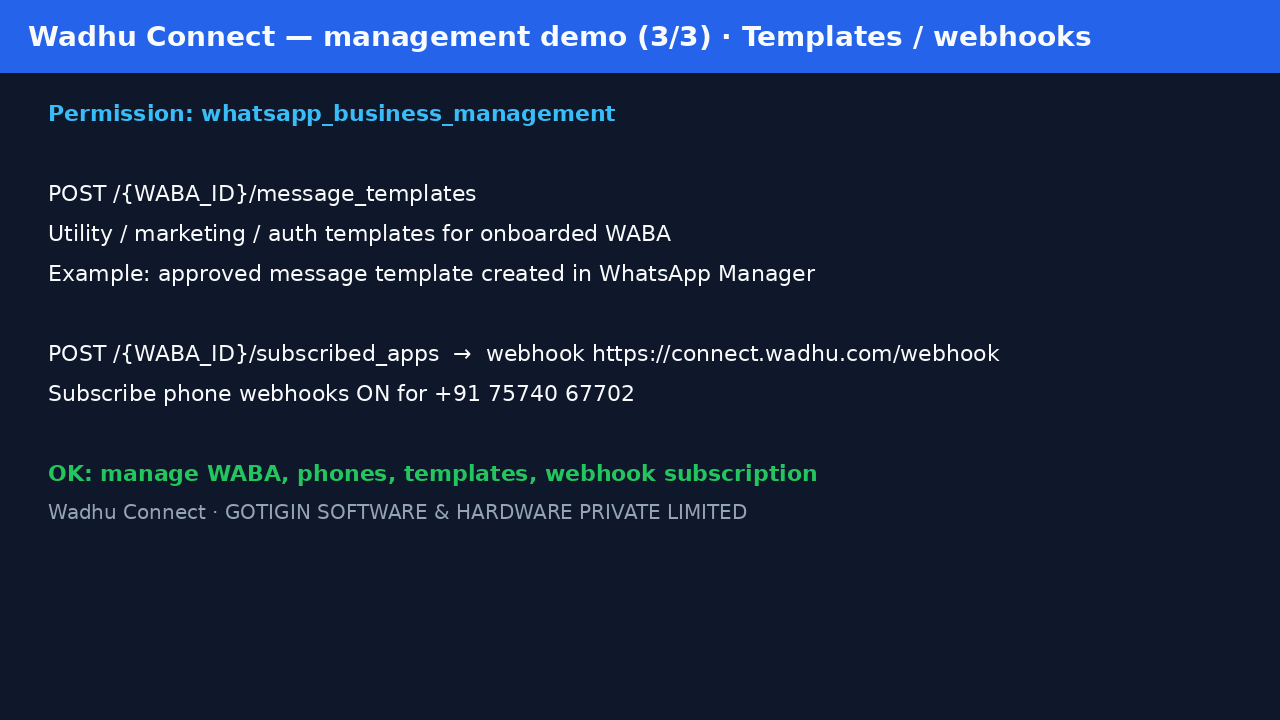 Wadhu Connect — management demo (3/3) · Templates / webhooks
Permission: whatsapp_business_management
POST /{WABA_ID}/message_templates
Utility / marketing / auth templates for onboarded WABA
Example: approved message template created in WhatsApp Manager
POST /{WABA_ID}/subscribed_apps → webhook https://connect.wadhu.com/webhook
Subscribe phone webhooks ON for +91 75740 67702
OK: manage WABA, phones, templates, webhook subscription
Wadhu Connect · GOTIGIN SOFTWARE & HARDWARE PRIVATE LIMITED